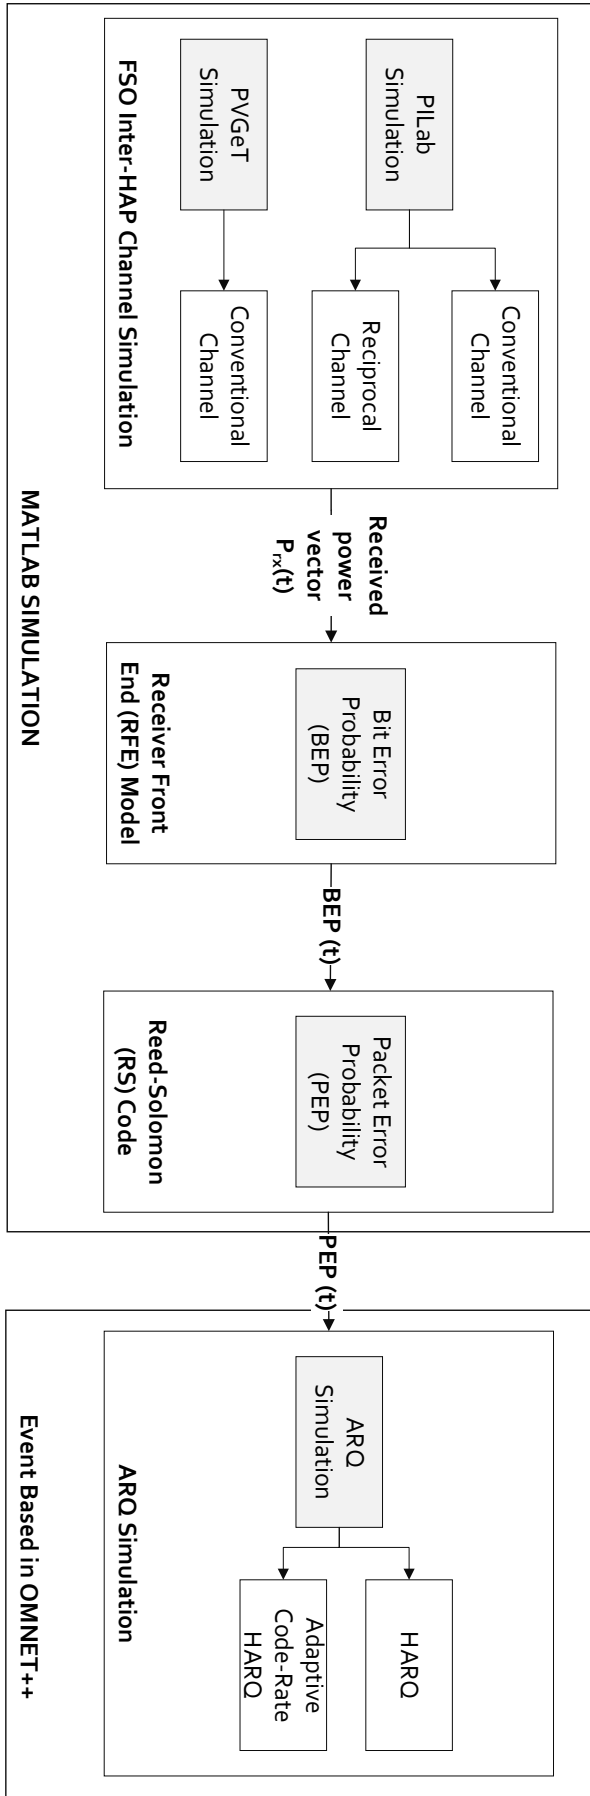 PILab
Simulation
Conventional
Channel
Reciprocal
Channel
PVGeT
Simulation
Conventional
Channel
FSO Inter-HAP Channel Simulation
Received
power
vector
Prx(t)
Bit Error
Probability
(BEP)
Receiver Front
End (RFE) Model
BEP (t)
Packet Error
Probability
(PEP)
Reed-Solomon
(RS) Code
MATLAB SIMULATION
PEP (t)
ARQ
Simulation
HARQ
Adaptive
Code-Rate
HARQ
ARQ Simulation
Event Based in OMNET++